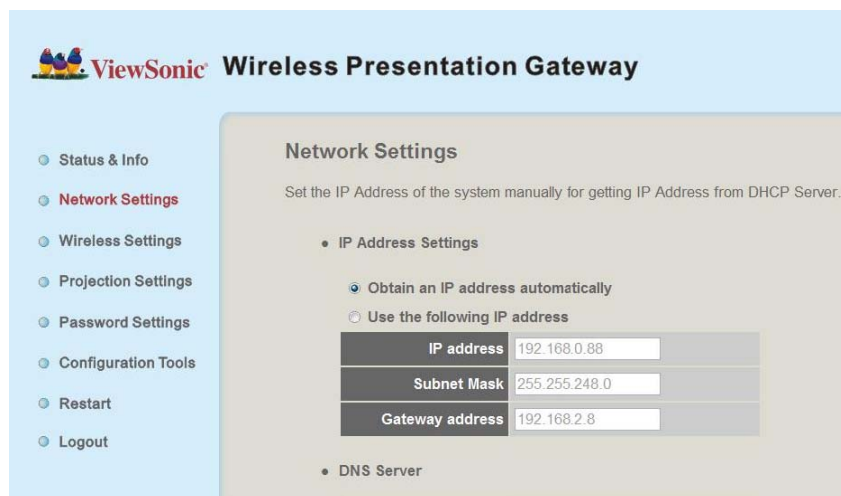 ViewSonic® Wireless Presentation Gateway
Status & Info
Network Settings
Wireless Settings
Projection Settings
Password Settings
Configuration Tools
Restart
Logout
Network Settings
Set the IP Address of the system manually for getting IP Address from DHCP Server.
IP Address Settings
Obtain an IP address automatically
Use the following IP address
IP address 192.168.0.88
Subnet Mask 255.255.248.0
Gateway address 192.168.2.8
DNS Server